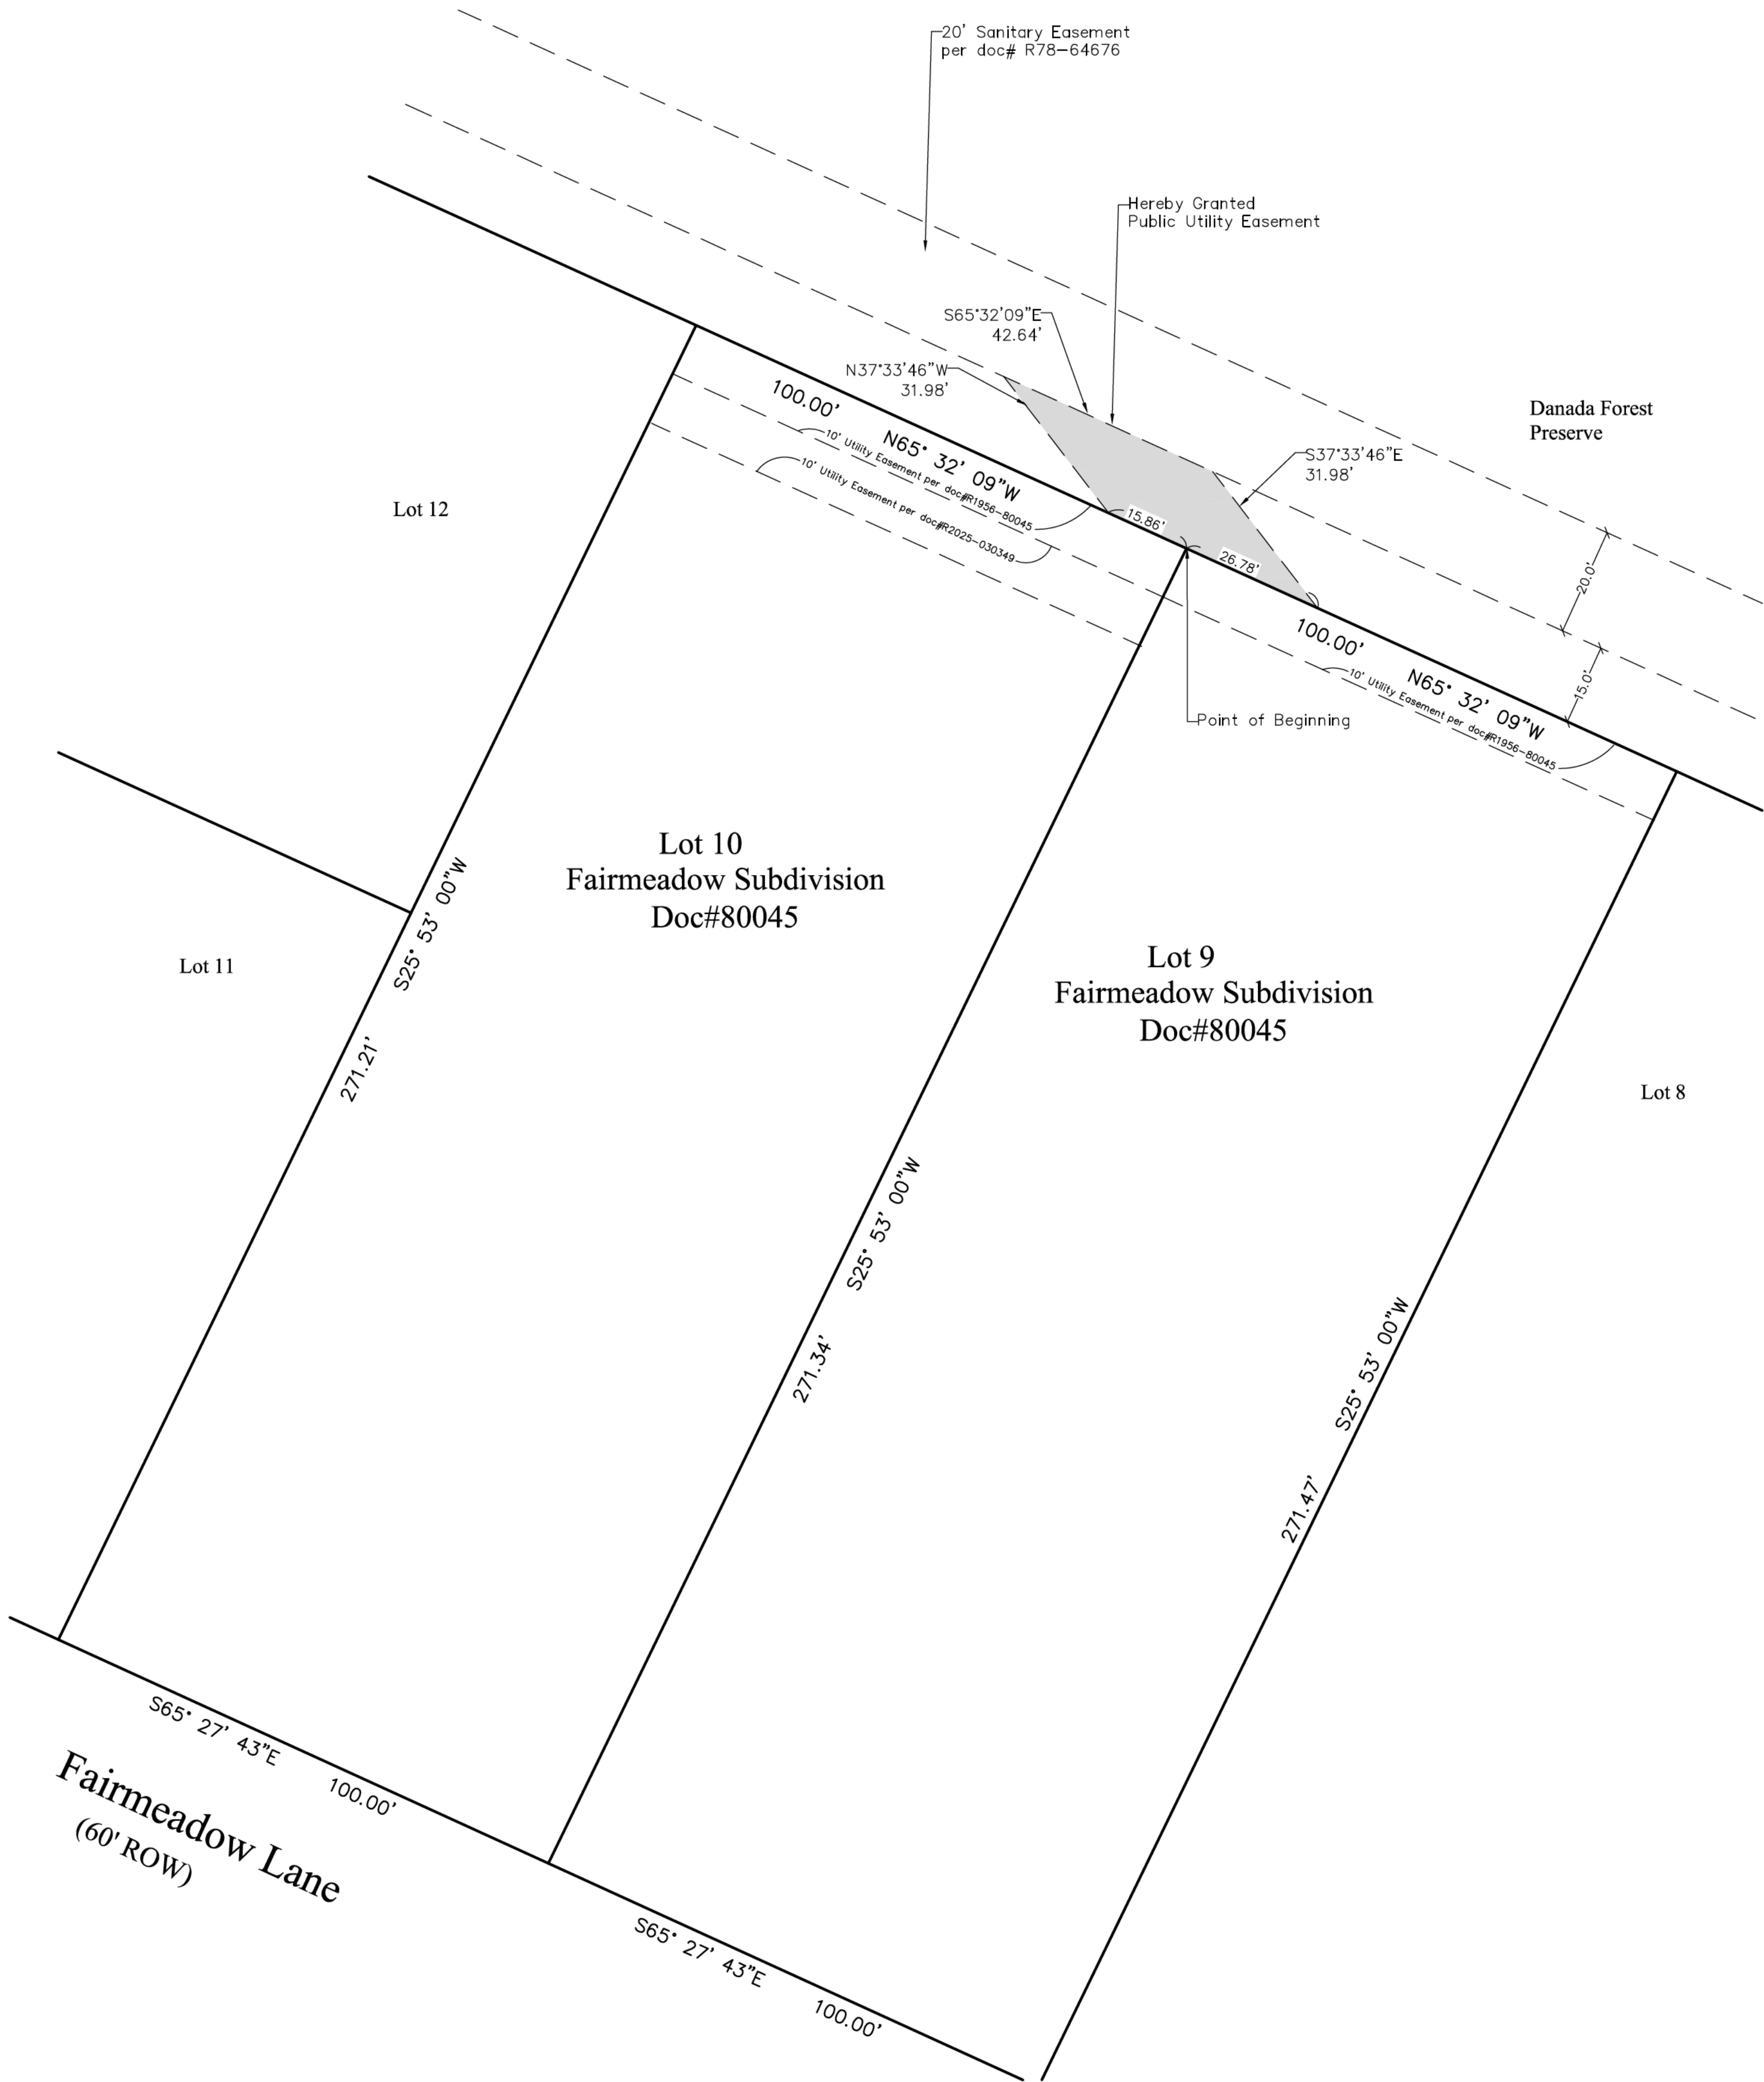 20' Sanitary Easement
per doc# R78-64676
Hereby Granted
Public Utility Easement
S65°32'09"E
42.64'
N37°33'46"W
31.98'
Danada Forest
Preserve
S37°33'46"E
31.98'
100.00'
N65° 32' 09"W
10' Utility Easement per doc#R1956-80045
10' Utility Easement per doc#R2025-030349
15.86'
26.78'
20.0'
15.0'
Lot 12
100.00'
N65° 32' 09"W
10' Utility Easement per doc#R1956-80045
Point of Beginning
Lot 10
Fairmeadow Subdivision
Doc#80045
Lot 11
S25° 53' 00"W
271.21'
Lot 9
Fairmeadow Subdivision
Doc#80045
Lot 8
S25° 53' 00"W
271.34'
S25° 53' 00"W
271.47'
S65° 27' 43"E
100.00'
Fairmeadow Lane
(60' ROW)
S65° 27' 43"E
100.00'